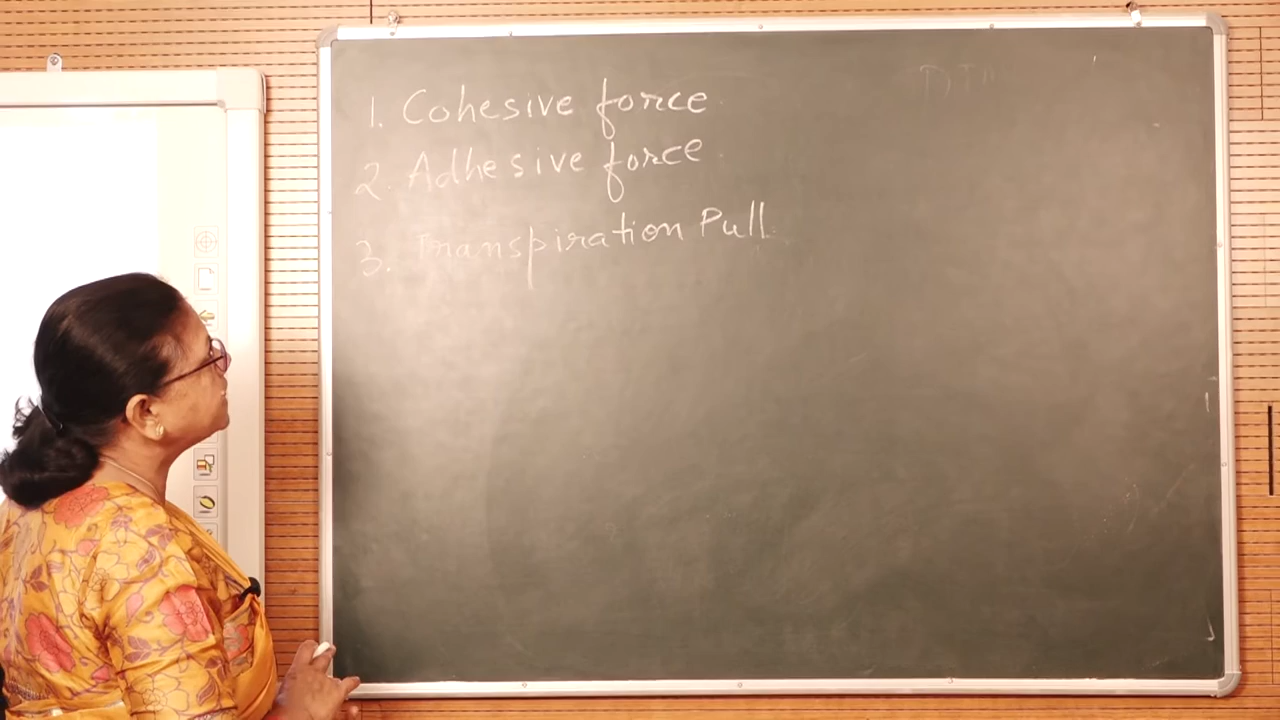 1. Cohesive force
2. Adhesive force
3. Transpiration Pull